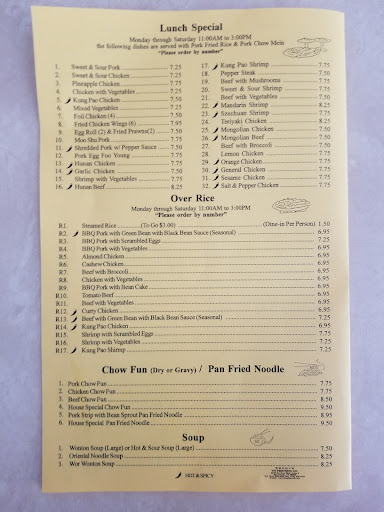 Lunch Special
Monday through Saturday 11:00AM to 3:00PM
the following dishes are served with Pork Fried Rice & Pork Chow Mein
"Please order by number"
1. Sweet & Sour Pork 7.25
2. Sweet & Sour Chicken 7.25
3. Pineapple Chicken 7.25
4. Chicken with Vegetables 7.25
5. Kung Pao Chicken 7.50
6. Mixed Vegetables 7.25
7. Foil Chicken (4) 7.50
8. Fried Chicken Wings (6) 7.95
9. Egg Roll (2) & Fried Prawns(2) 7.50
10. Moo Shu Pork 7.75
11. Shredded Pork w/ Pepper Sauce 7.50
12. Pork Egg Foo Young 7.25
13. Hunan Chicken 7.75
14. Garlic Chicken 7.50
15. Shrimp with Vegetables 7.75
16. Hunan Beef 8.25
17. Kung Pao Shrimp 7.75
18. Pepper Steak 7.50
19. Beef with Mushrooms 7.75
20. Sweet & Sour Shrimp 7.75
21. Beef with Vegetables 7.50
22. Mandarin Shrimp 8.25
23. Szechuan Shrimp 7.75
24. Teriyaki Chicken 8.25
25. Mongolian Chicken 7.50
26. Mongolian Beef 7.50
27. Beef with Broccoli 7.50
28. Lemon Chicken 7.75
29. Orange Chicken 7.75
30. General Chicken 7.75
31. Sesame Chicken 7.75
32. Salt & Pepper Chicken 7.75
Over Rice
Monday through Saturday 11:00AM to 3:00PM
"Please order by number"
R1. Steamed Rice (To Go $3.00) (Dine-in Per Person) 1.50
R2. BBQ Pork with Green Bean with Black Bean Sauce (Seasonal) 6.95
R3. BBQ Pork with Scrambled Eggs 7.25
R4. BBQ Pork with Vegetables 6.95
R5. Almond Chicken 6.95
R6. Cashew Chicken 6.95
R7. Beef with Broccoli 6.95
R8. Chicken with Vegetables 6.95
R9. BBQ Pork with Bean Cake 6.95
R10. Tomato Beef 6.95
R11. Beef with Vegetables 6.95
R12. Curry Chicken 6.95
R13. Beef with Green Bean with Black Bean Sauce (Seasonal) 7.25
R14. Kung Pao Chicken 6.95
R15. Shrimp with Scrambled Eggs 7.75
R16. Shrimp with Vegetables 7.25
R17. Kung Pao Shrimp 7.25
Chow Fun (Dry or Gravy) / Pan Fried Noodle
1. Pork Chow Fun 7.75
2. Chicken Chow Fun 7.75
3. Beef Chow Fun 8.50
4. House Special Chow Fun 9.50
5. Pork Strip with Bean Sprout Pan Fried Noodle 8.95
6. House Special Pan Fried Noodle 9.50
Soup
1. Wonton Soup (Large) or Hot & Sour Soup (Large) 7.50
2. Oriental Noodle Soup 8.25
3. Wor Wonton Soup 8.25
HOT & SPICY